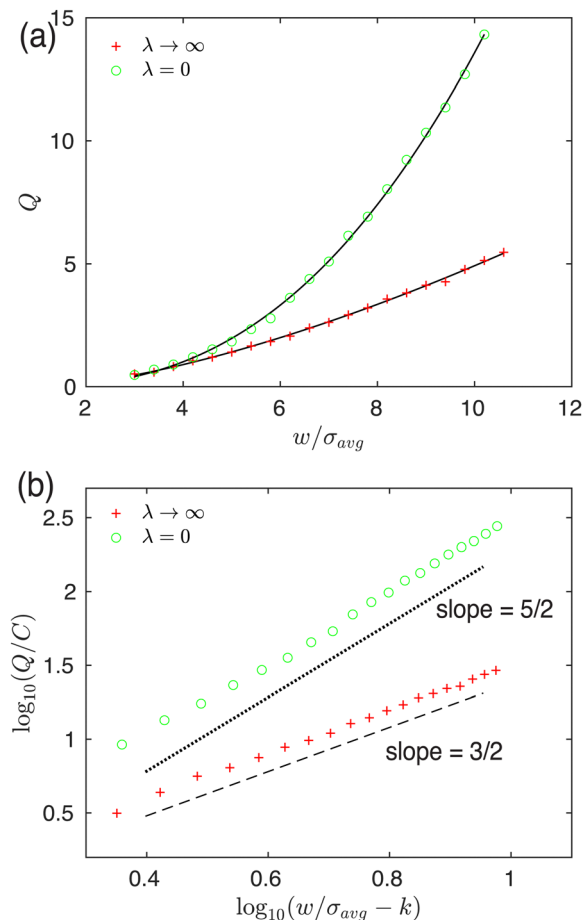 (a)
15
10
5
0
Q
λ → ∞
λ = 0
2 4 6 8 10 12
w/σavg
(b)
2.5
2
1.5
1
0.5
log10(Q/C)
λ → ∞
λ = 0
slope = 5/2
slope = 3/2
0.4 0.6 0.8 1
log10(w/σavg − k)